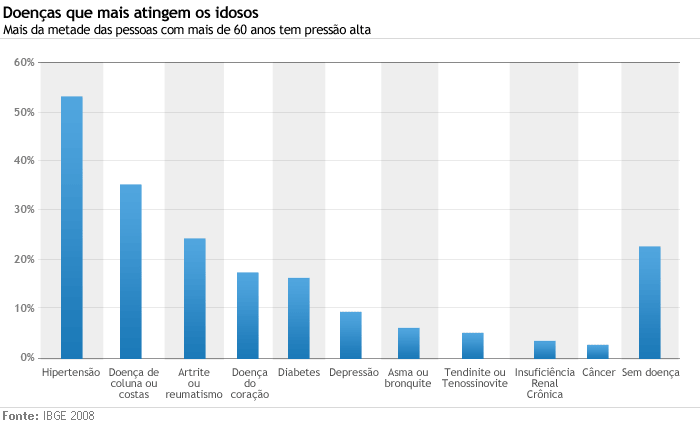 Doenças que mais atingem os idosos
Mais da metade das pessoas com mais de 60 anos tem pressão alta
60%
50%
40%
30%
20%
10%
0%
Hipertensão
Doença de
coluna ou
costas
Artrite
ou
reumatismo
Doença
do
coração
Diabetes
Depressão
Asma ou
bronquite
Tendinite ou
Tenossinovite
Insuficiência
Renal
Crônica
Câncer
Sem doença
Fonte: IBGE 2008